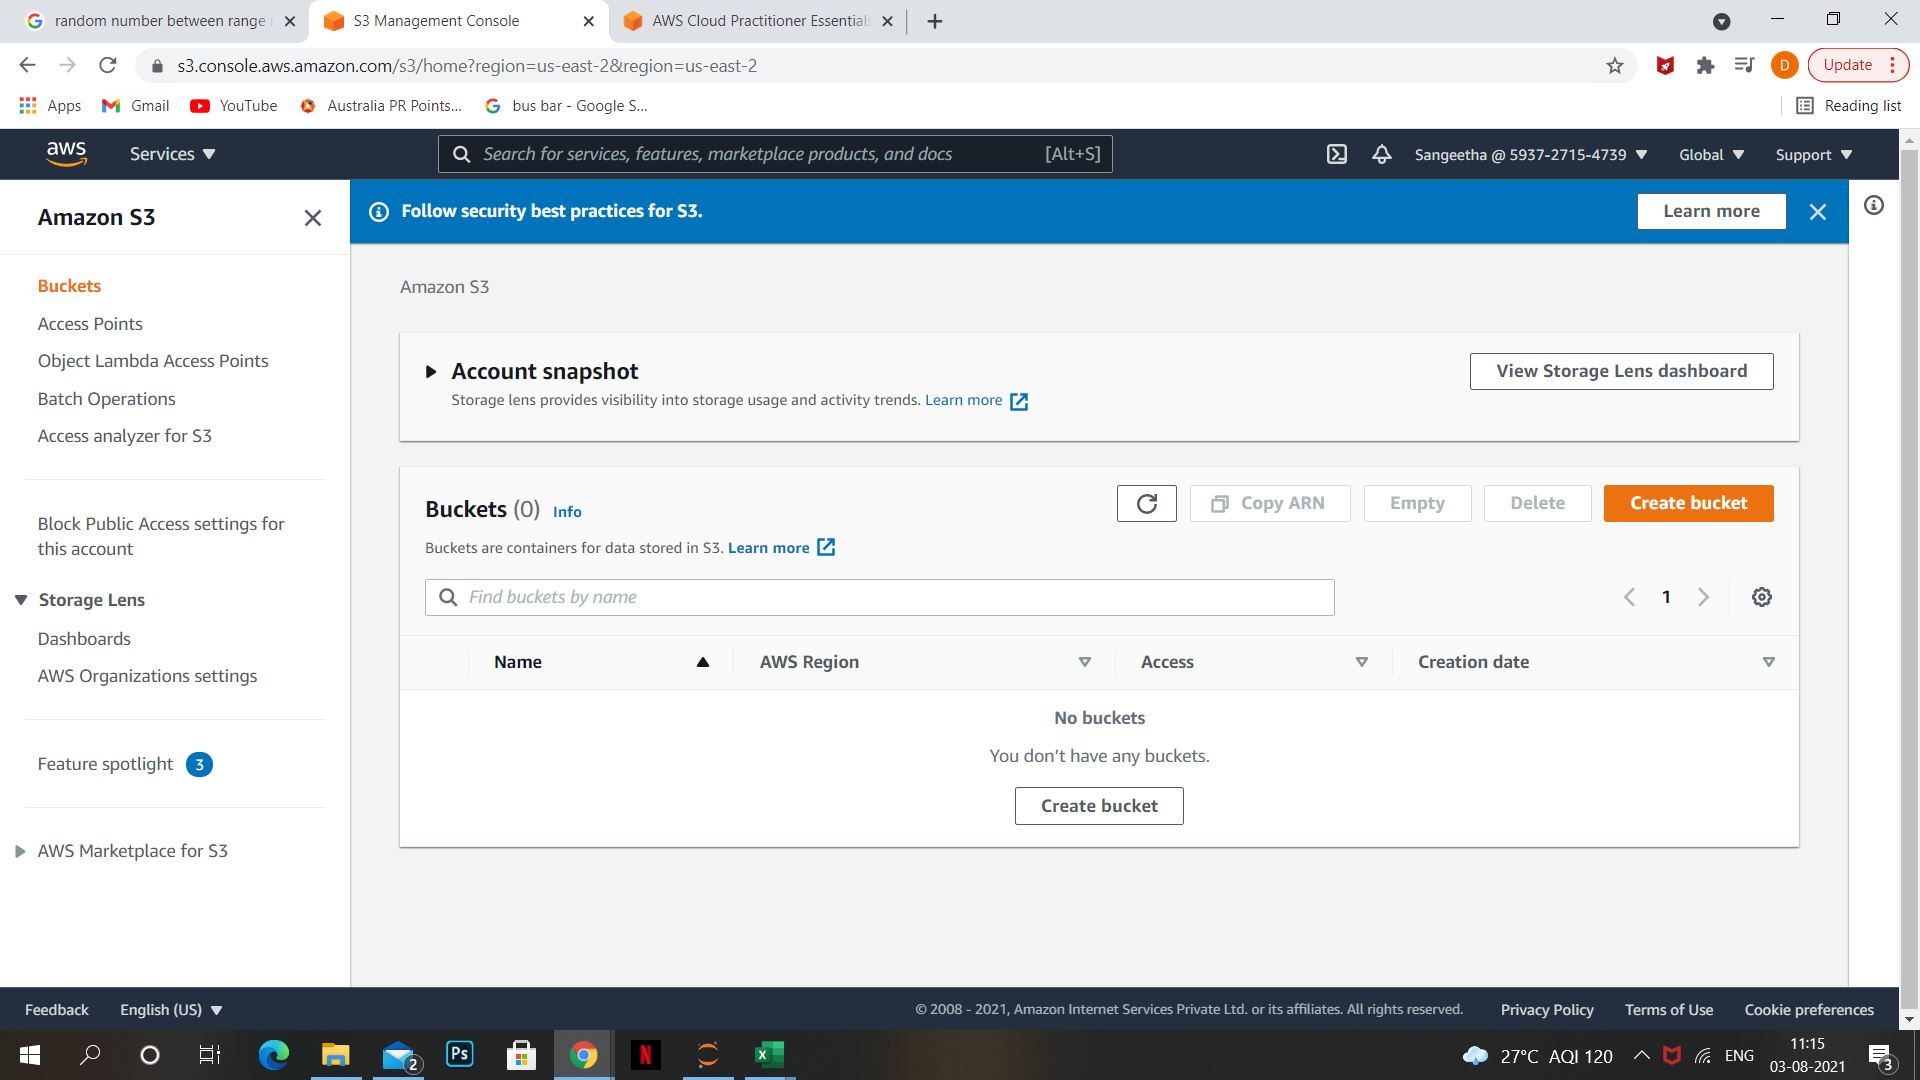 random number between range i
S3 Management Console
AWS Cloud Practitioner Essentials
s3.console.aws.amazon.com/s3/home?region=us-east-2&region=us-east-2
D
Update
Apps
Gmail
YouTube
Australia PR Points...
bus bar - Google S...
Reading list
aws
Services
Search for services, features, marketplace products, and docs
[Alt+S]
Sangeetha @ 5937-2715-4739
Global
Support
Amazon S3
Follow security best practices for S3.
Learn more
Buckets
Access Points
Object Lambda Access Points
Batch Operations
Access analyzer for S3
Block Public Access settings for
this account
Storage Lens
Dashboards
AWS Organizations settings
Feature spotlight 3
AWS Marketplace for S3
Amazon S3
Account snapshot
View Storage Lens dashboard
Storage lens provides visibility into storage usage and activity trends. Learn more
Buckets (0) Info
Copy ARN
Empty
Delete
Create bucket
Buckets are containers for data stored in S3. Learn more
Find buckets by name
1
Name
AWS Region
Access
Creation date
No buckets
You don't have any buckets.
Create bucket
Feedback
English (US)
© 2008 - 2021, Amazon Internet Services Private Ltd. or its affiliates. All rights reserved.
Privacy Policy
Terms of Use
Cookie preferences
2
Ps
N
X
27°C AQI 120
ENG
11:15
03-08-2021
3